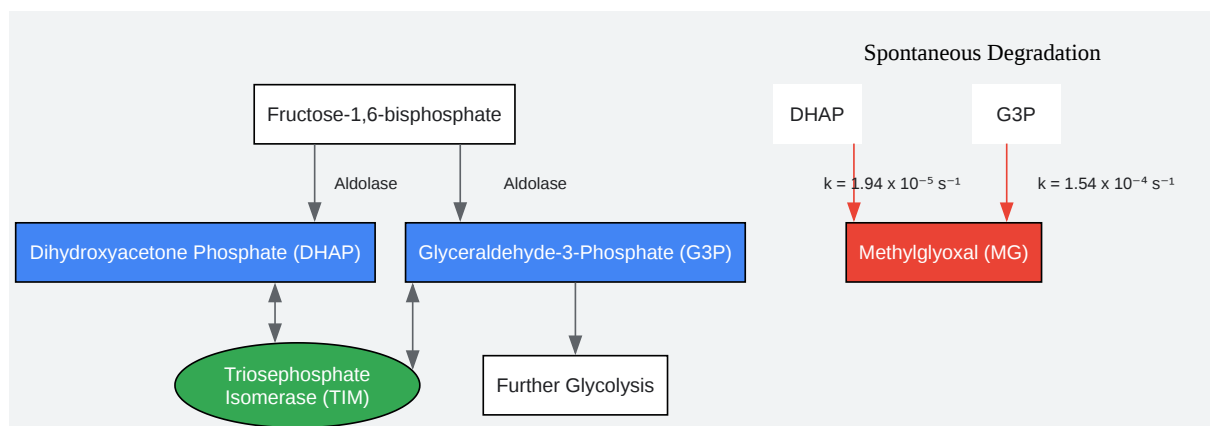 Spontaneous Degradation
Fructose-1,6-bisphosphate
DHAP
G3P
Aldolase
Aldolase
k = 1.94 x 10⁻⁵ s⁻¹
k = 1.54 x 10⁻⁴ s⁻¹
Dihydroxyacetone Phosphate (DHAP)
Glyceraldehyde-3-Phosphate (G3P)
Methylglyoxal (MG)
Triosephosphate
Isomerase (TIM)
Further Glycolysis